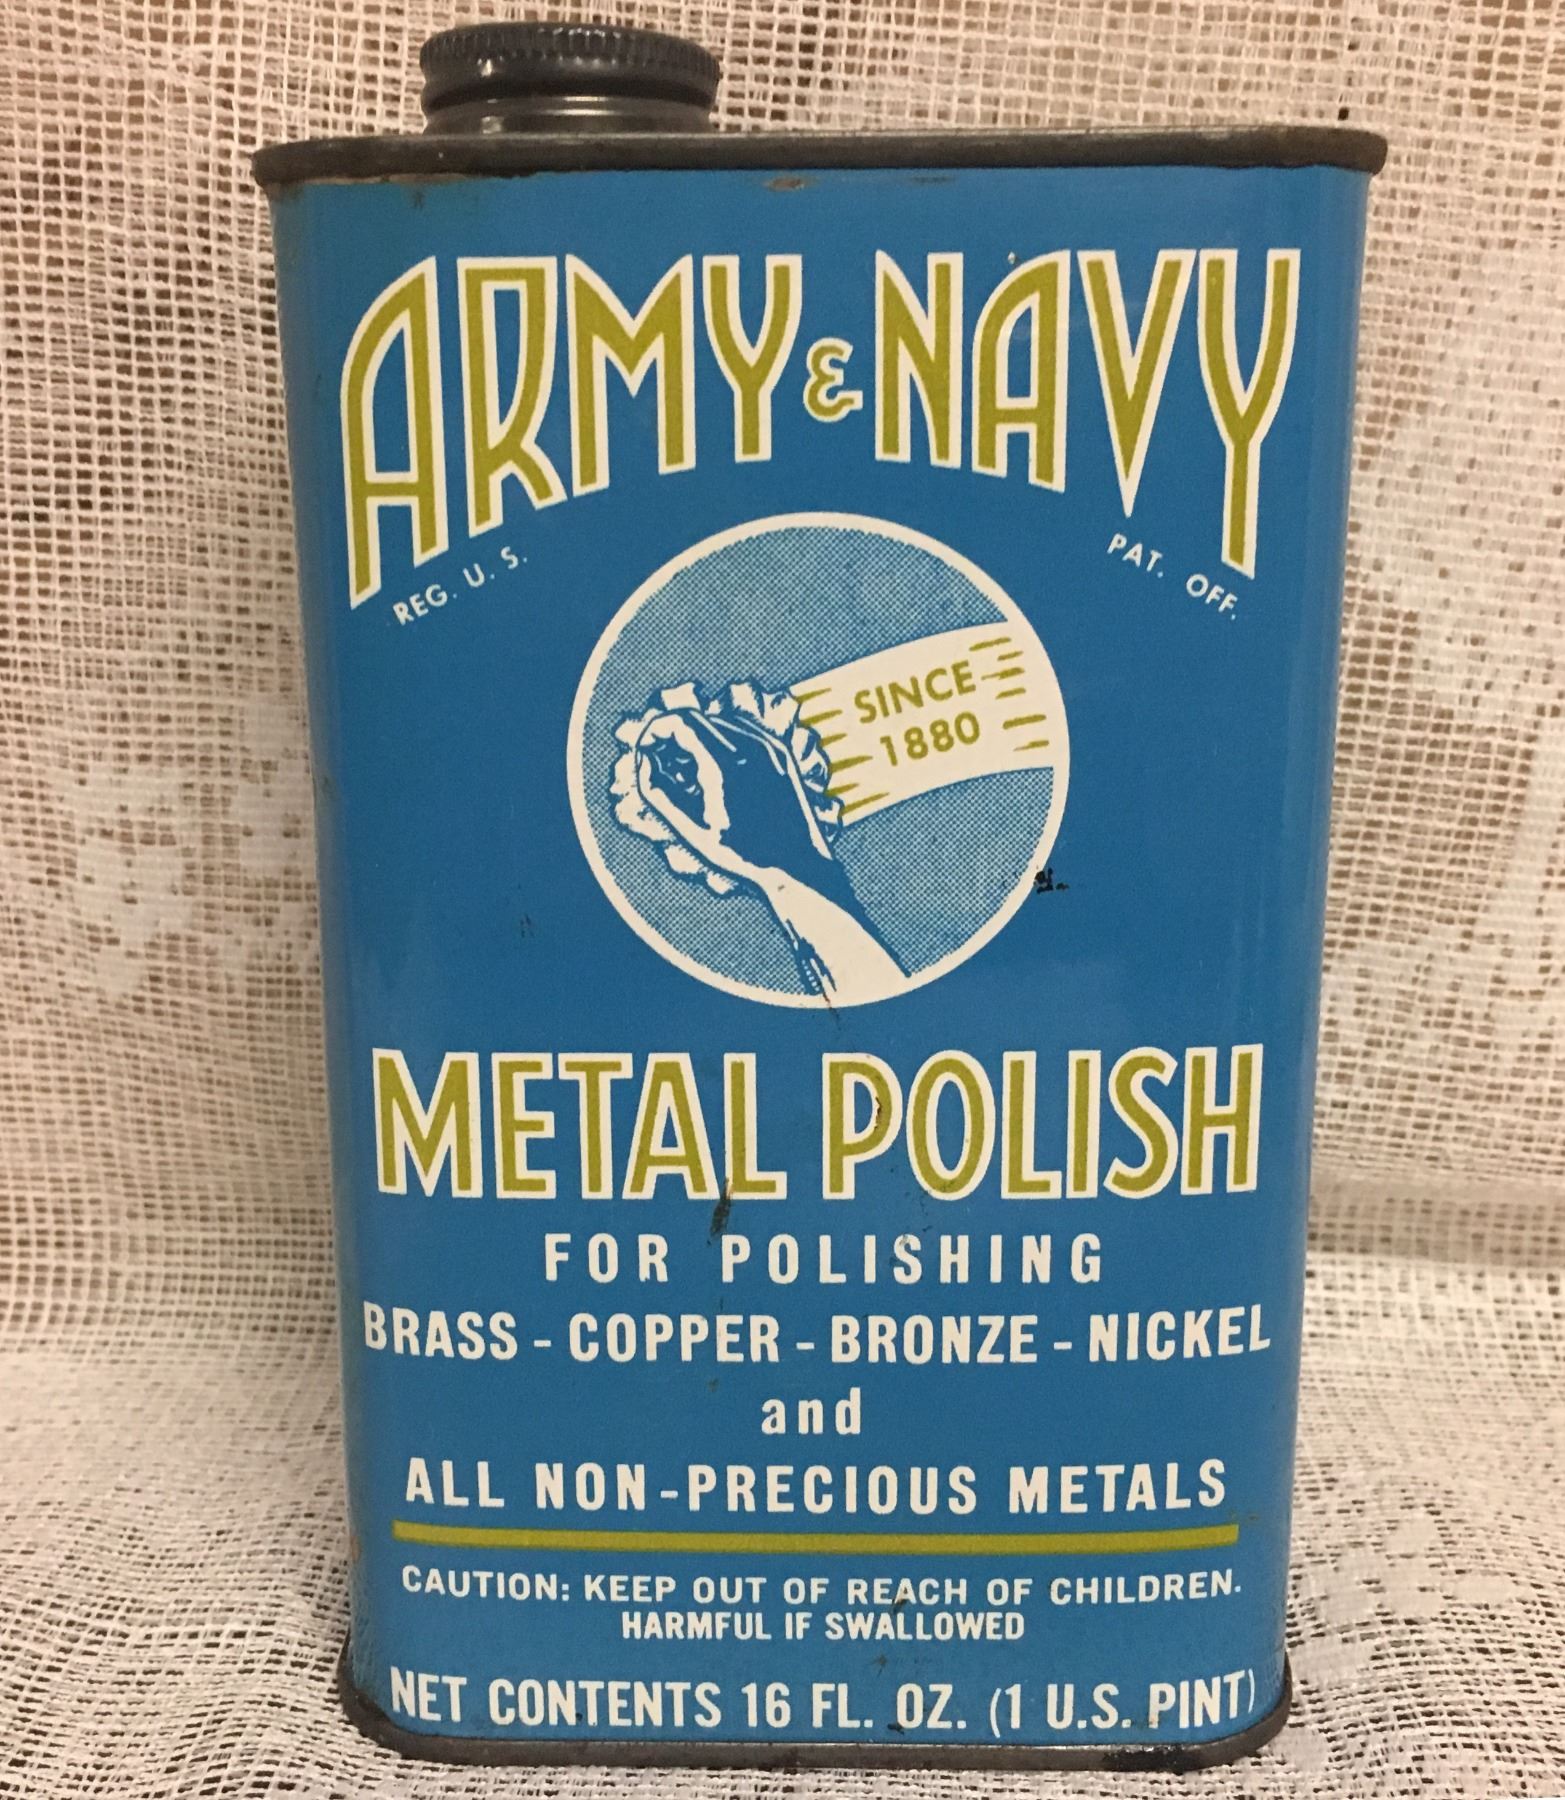 ARMY & NAVY
REG. U. S. PAT. OFF.
SINCE
1880
METAL POLISH
FOR POLISHING
BRASS - COPPER - BRONZE - NICKEL
and
ALL NON-PRECIOUS METALS
CAUTION: KEEP OUT OF REACH OF CHILDREN.
HARMFUL IF SWALLOWED
NET CONTENTS 16 FL. OZ. (1 U.S. PINT)